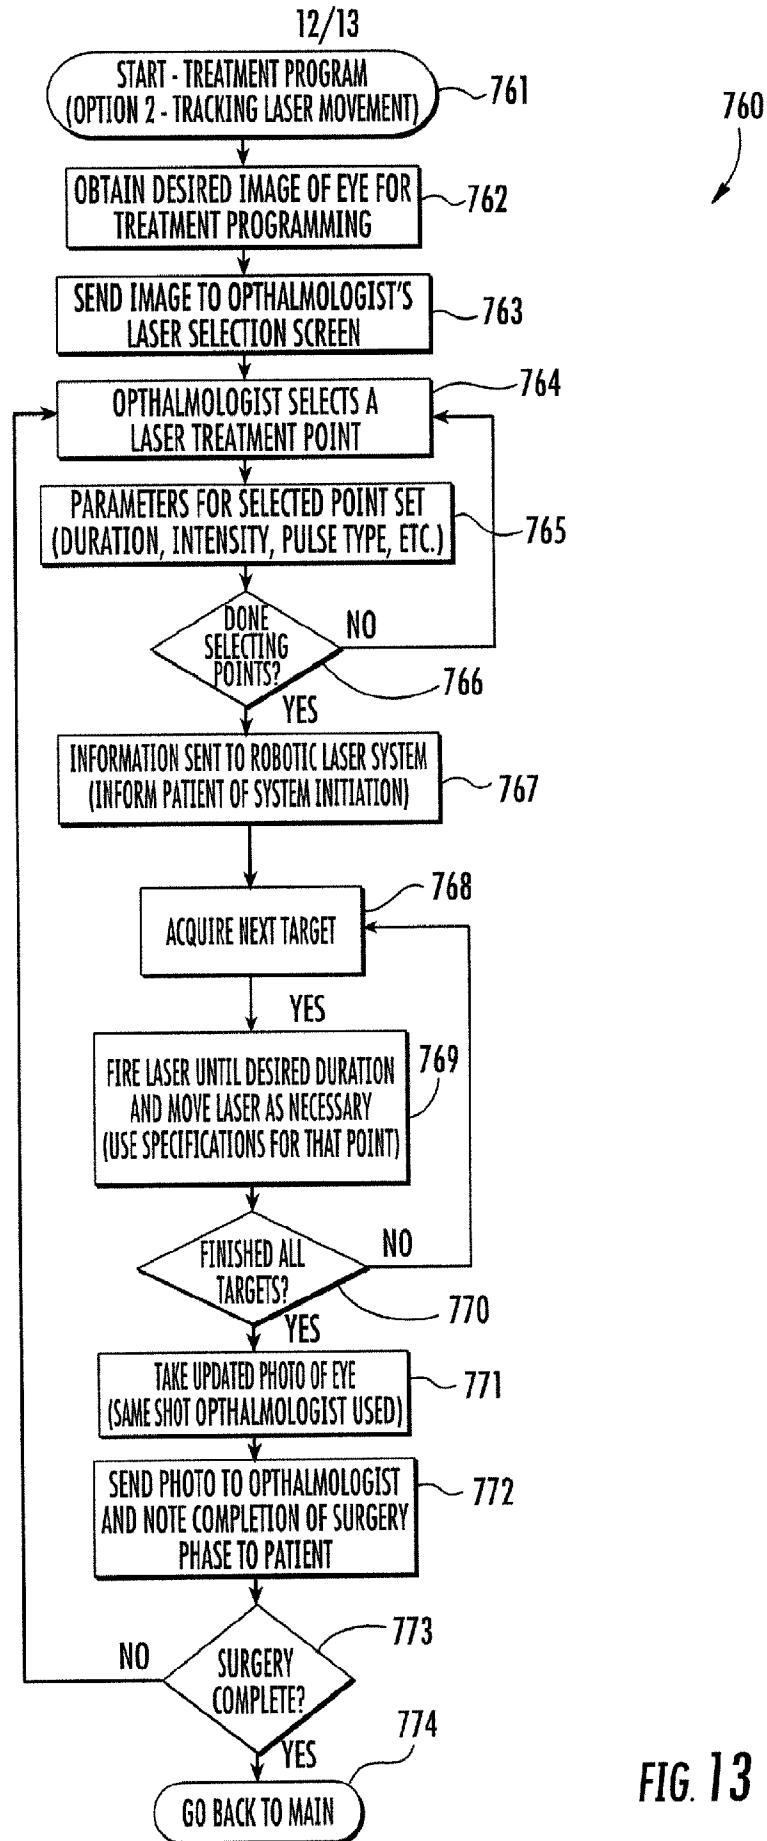 12/13
START - TREATMENT PROGRAM
(OPTION 2 - TRACKING LASER MOVEMENT)
761
760
OBTAIN DESIRED IMAGE OF EYE FOR
TREATMENT PROGRAMMING
762
SEND IMAGE TO OPTHALMOLOGIST'S
LASER SELECTION SCREEN
763
764
OPTHALMOLOGIST SELECTS A
LASER TREATMENT POINT
PARAMETERS FOR SELECTED POINT SET
(DURATION, INTENSITY, PULSE TYPE, ETC.)
765
DONE
SELECTING
POINTS?
NO
766
YES
INFORMATION SENT TO ROBOTIC LASER SYSTEM
(INFORM PATIENT OF SYSTEM INITIATION)
767
768
ACQUIRE NEXT TARGET
YES
769
FIRE LASER UNTIL DESIRED DURATION
AND MOVE LASER AS NECESSARY
(USE SPECIFICATIONS FOR THAT POINT)
FINISHED ALL
TARGETS?
NO
770
YES
TAKE UPDATED PHOTO OF EYE
(SAME SHOT OPTHALMOLOGIST USED)
771
SEND PHOTO TO OPTHALMOLOGIST
AND NOTE COMPLETION OF SURGERY
PHASE TO PATIENT
772
773
NO
SURGERY
COMPLETE?
YES
774
GO BACK TO MAIN
FIG. 13